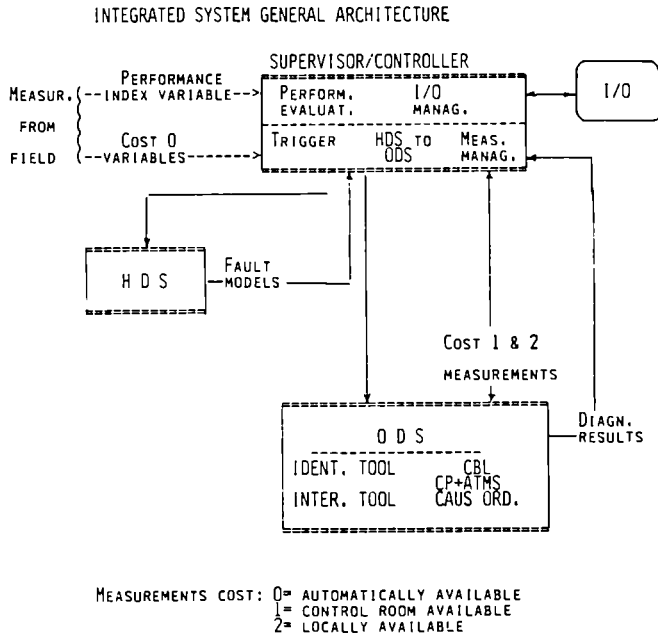 INTEGRATED SYSTEM GENERAL ARCHITECTURE
SUPERVISOR/CONTROLLER
MEASUR.
FROM
FIELD
PERFORMANCE
INDEX VARIABLE
COST 0
VARIABLES
PERFORM.
EVALUAT.
I/O
MANAG.
TRIGGER
HDS TO
ODS
MEAS.
MANAG.
I/O
HDS
FAULT
MODELS
COST 1 & 2
MEASUREMENTS
DIAGN.
RESULTS
ODS
IDENT. TOOL CBL
CP+ATMS
INTER. TOOL CAUS ORD.
MEASUREMENTS COST: 0= AUTOMATICALLY AVAILABLE
1= CONTROL ROOM AVAILABLE
2= LOCALLY AVAILABLE